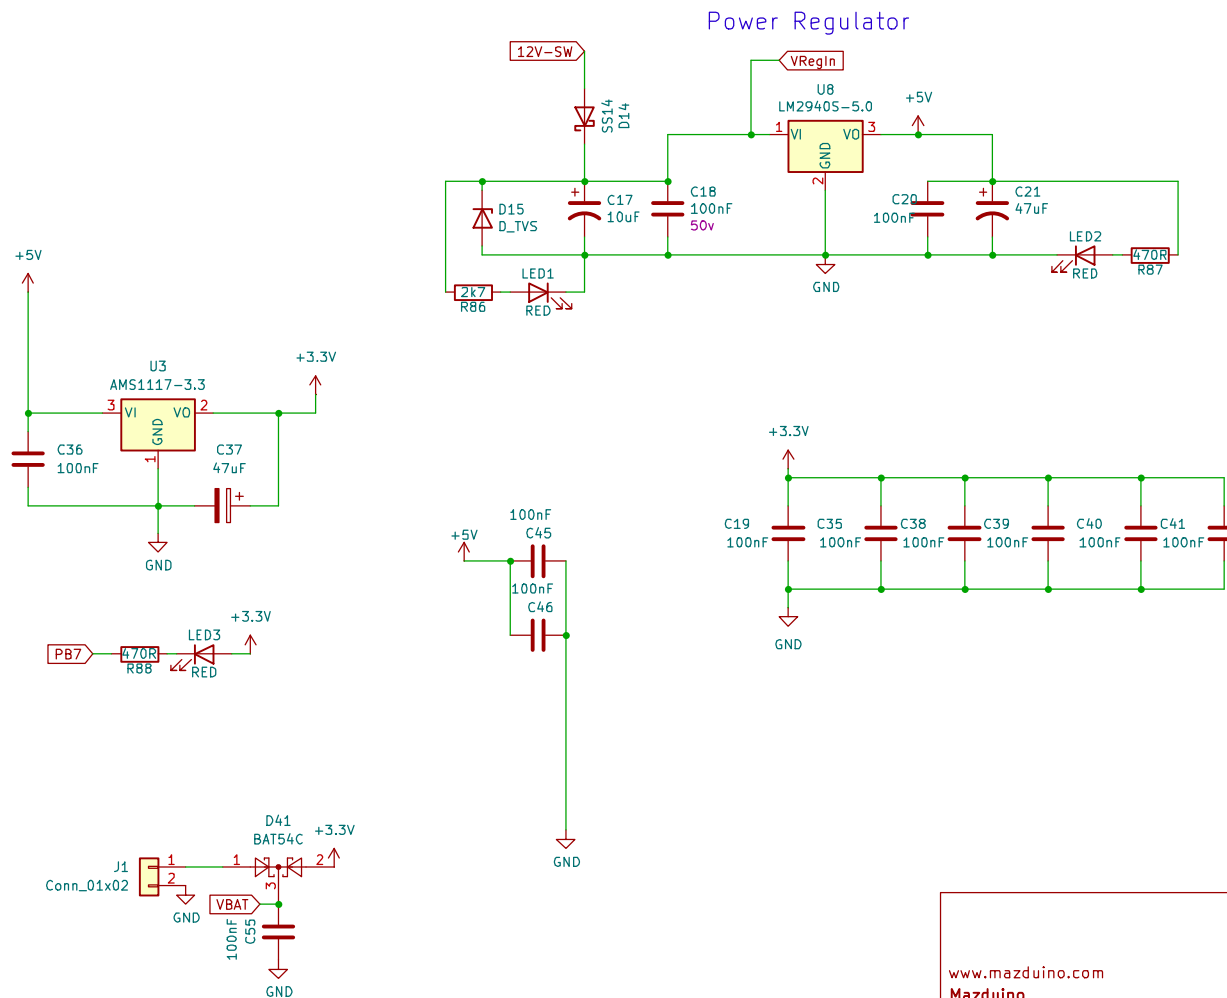 Power Regulator
12V-SW
SS14
D14
VRegIn
U8
LM2940S-5.0
1
VI
VO
3
GND
2
+5V
D15
D_TVS
+
C17
10uF
C18
100nF
50v
C20
100nF
+
C21
47uF
GND
LED1
RED
2k7
R86
LED2
RED
470R
R87
+5V
U3
AMS1117-3.3
3
VI
VO
2
GND
1
+3.3V
C36
100nF
C37
47uF
+
GND
PB7
470R
R88
LED3
RED
+3.3V
+5V
100nF
C45
100nF
C46
GND
+3.3V
C19
100nF
C35
100nF
C38
100nF
C39
100nF
C40
100nF
C41
100nF
GND
J1
Conn_01x02
1
2
GND
D41
BAT54C
1
2
3
+3.3V
VBAT
100nF
C55
GND
www.mazduino.com
Mazduino